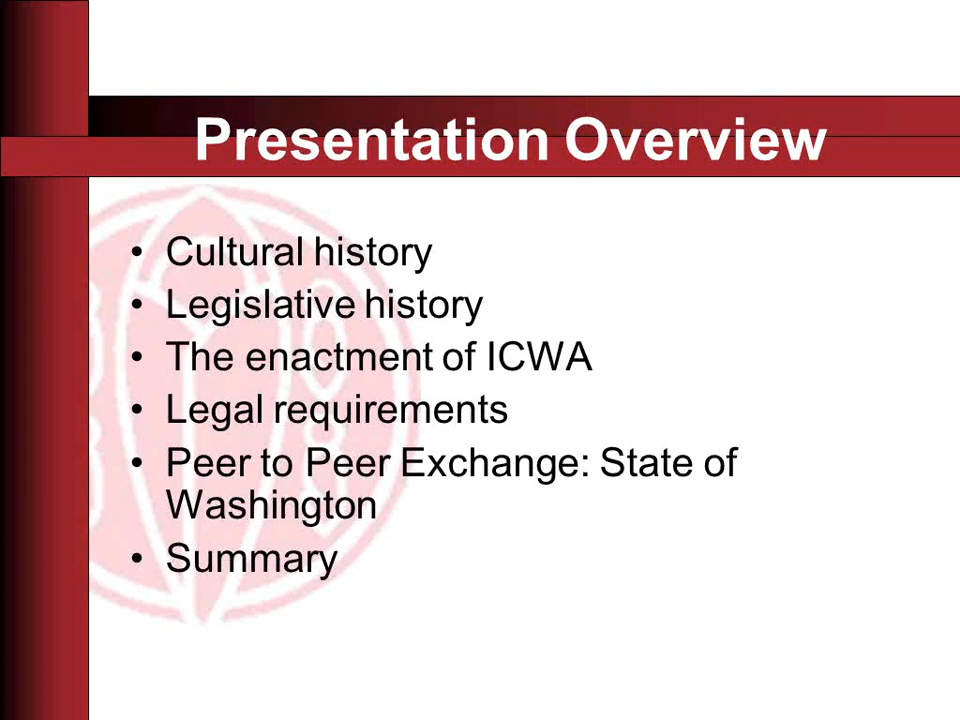 Presentation Overview
• Cultural history
• Legislative history
• The enactment of ICWA
• Legal requirements
• Peer to Peer Exchange: State of
Washington
• Summary